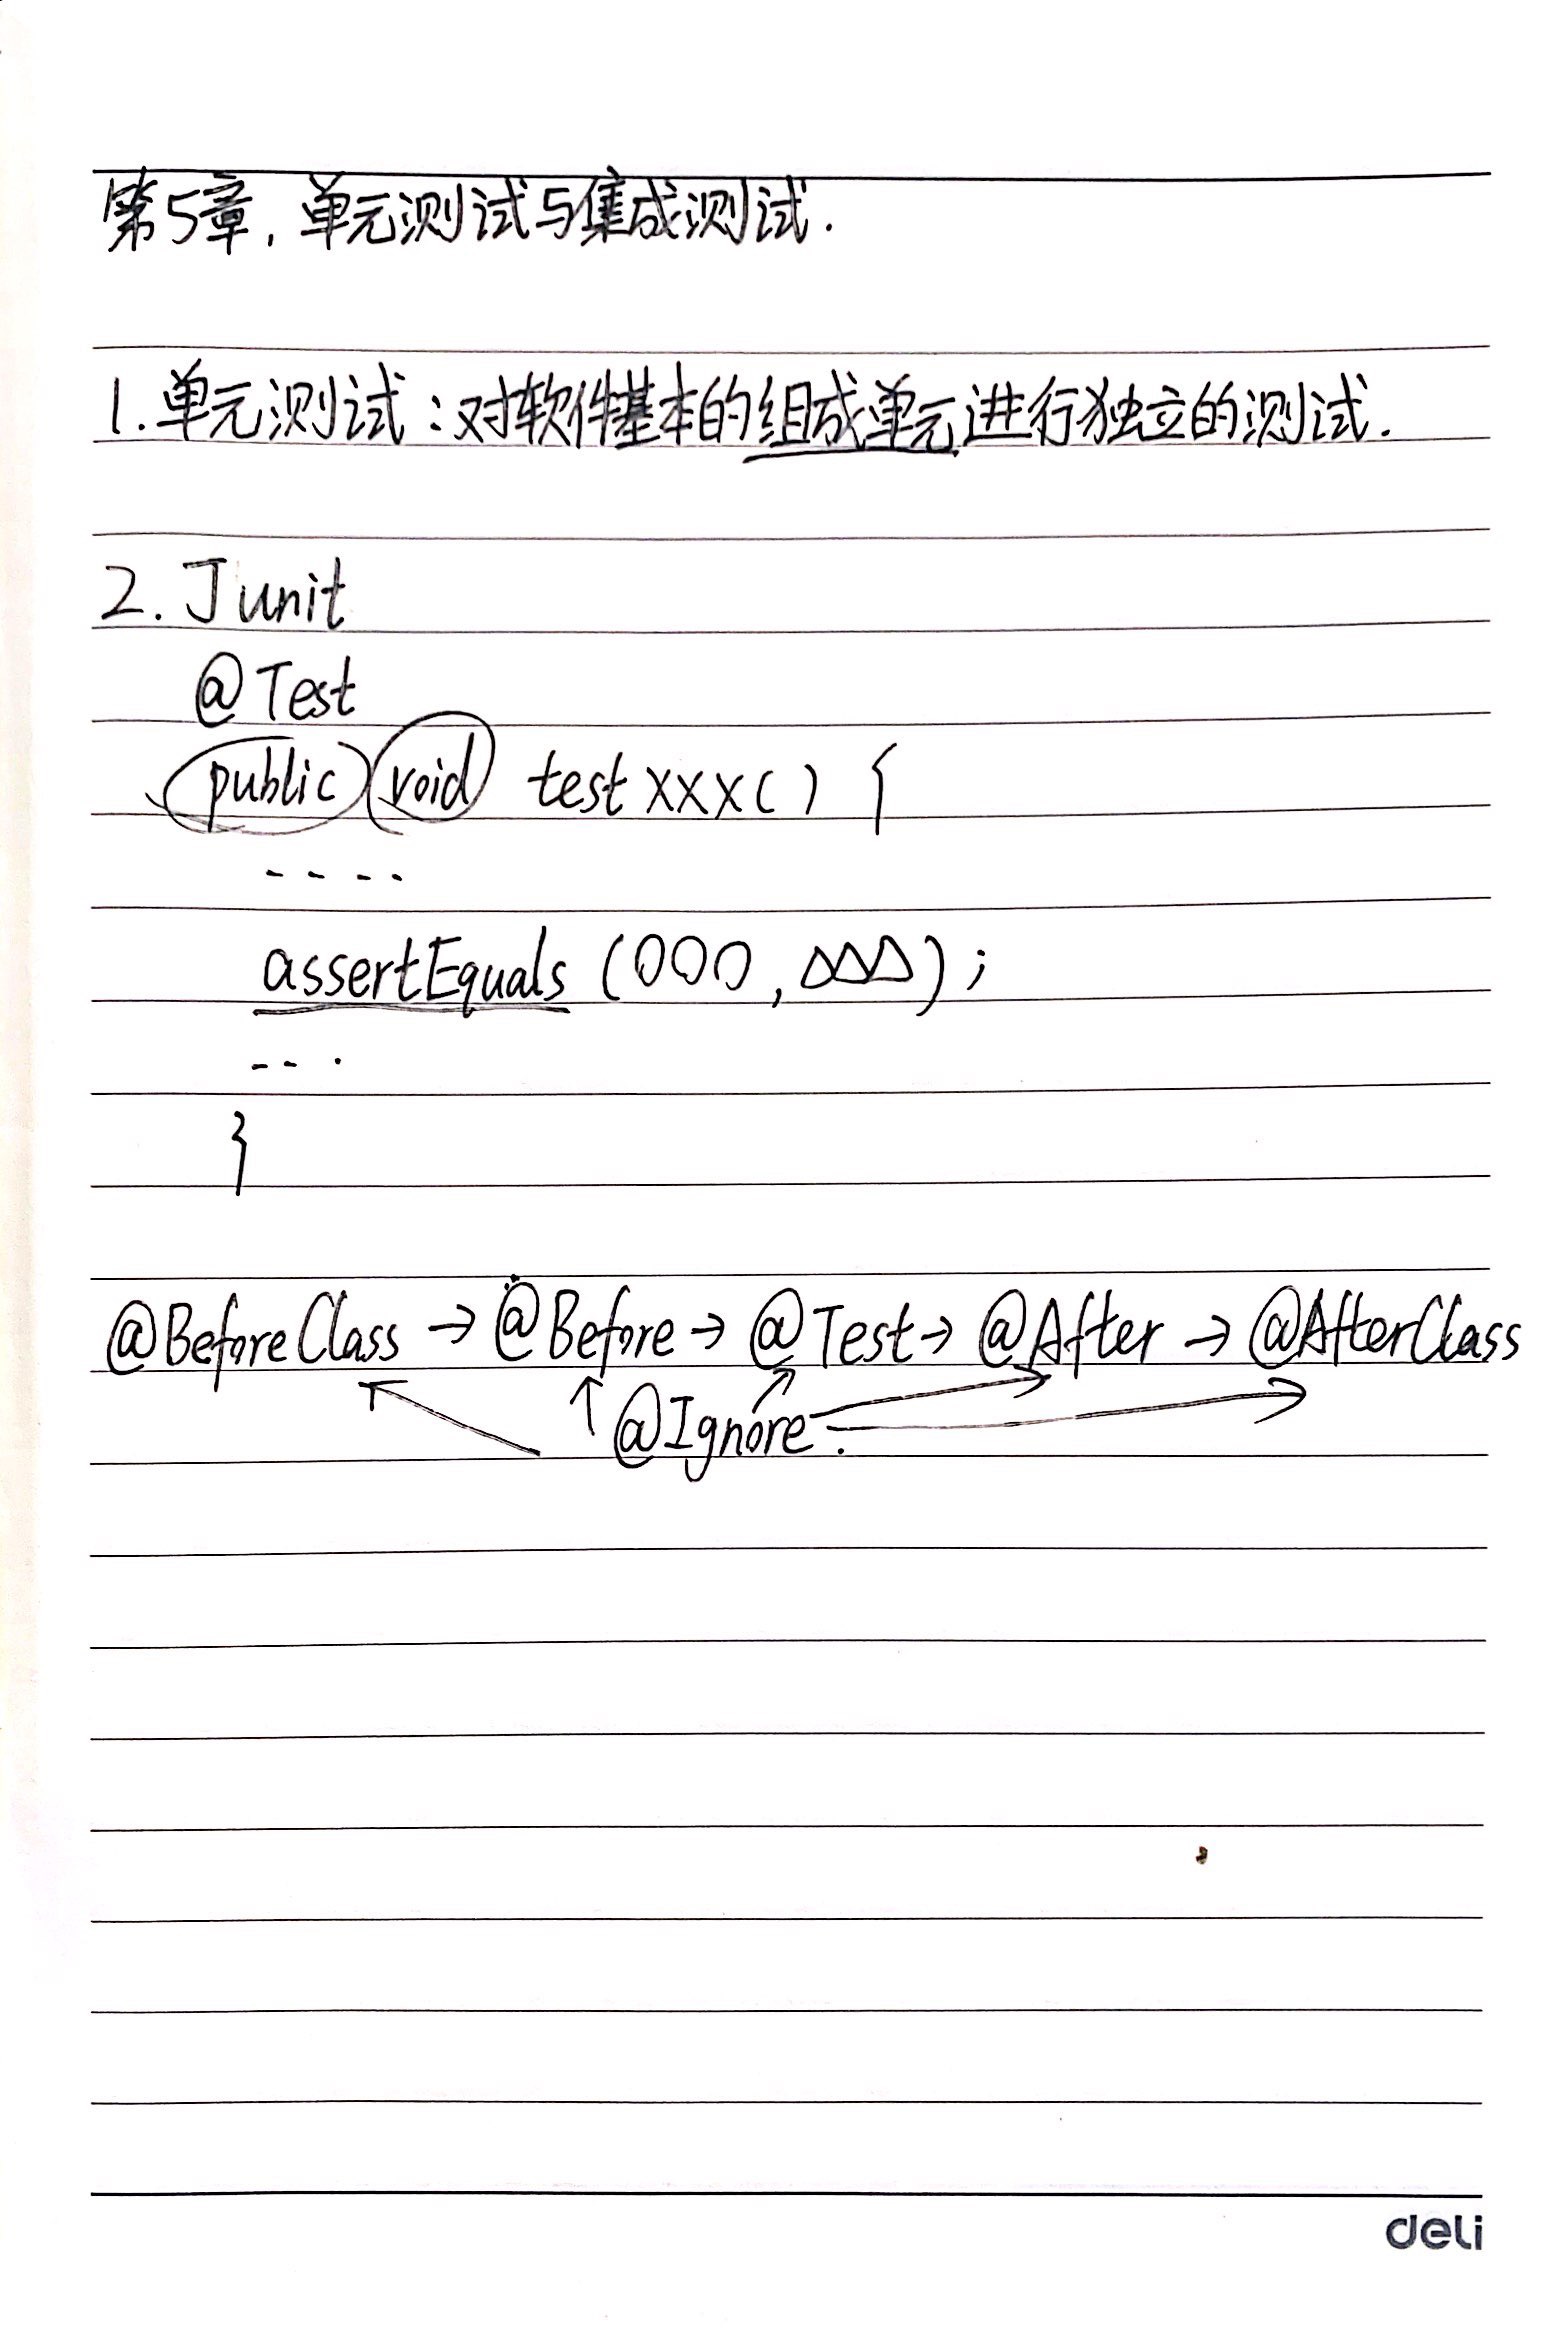 第5章,单元测试与集成测试.
1.单元测试:对软件基本的组成单元进行独立的测试.
2. Junit
@Test
public void testxxx() {
----
assertEquals (OOO,△△△);
--·
}
@BeforeClass → @Before → @Test → @After → @AfterClass
@Ignore.
deli